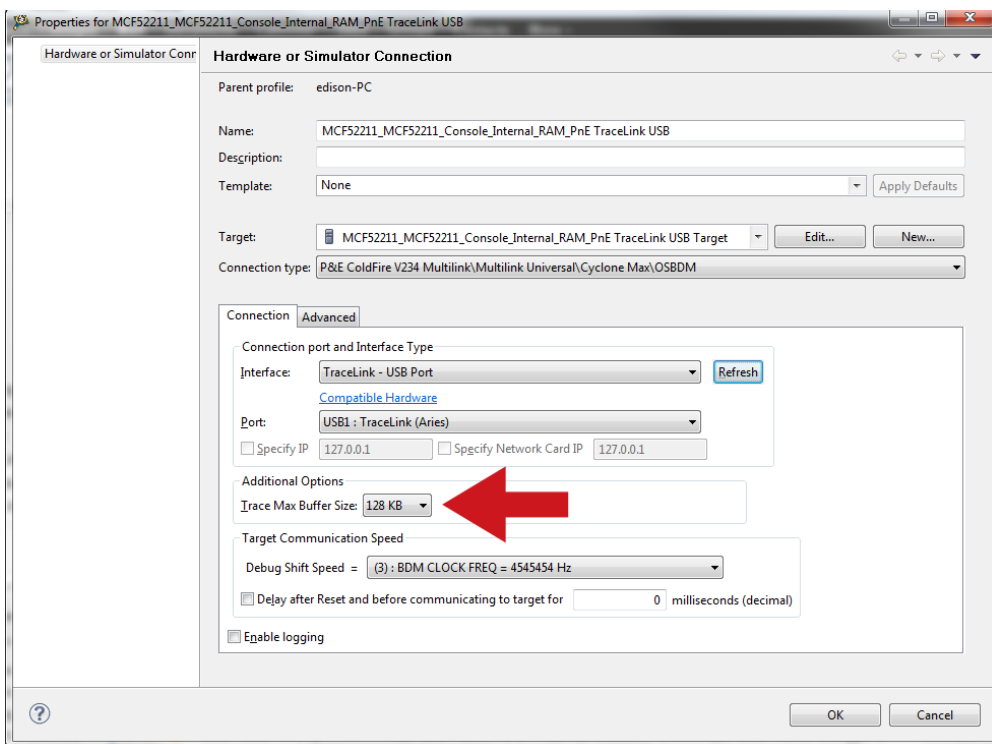 Properties for MCF52211_MCF52211_Console_Internal_RAM_PnE TraceLink USB
Hardware or Simulator Conr
Hardware or Simulator Connection
Parent profile: edison-PC
Name: MCF52211_MCF52211_Console_Internal_RAM_PnE TraceLink USB
Description:
Template: None Apply Defaults
Target: MCF52211_MCF52211_Console_Internal_RAM_PnE TraceLink USB Target Edit... New...
Connection type: P&E ColdFire V234 Multilink\Multilink Universal\Cyclone Max\OSBDM
Connection Advanced
Connection port and Interface Type
Interface: TraceLink - USB Port Refresh
Compatible Hardware
Port: USB1 : TraceLink (Aries)
Specify IP 127.0.0.1 Specify Network Card IP 127.0.0.1
Additional Options
Trace Max Buffer Size: 128 KB
Target Communication Speed
Debug Shift Speed = (3) : BDM CLOCK FREQ = 4545454 Hz
Delay after Reset and before communicating to target for 0 milliseconds (decimal)
Enable logging
? OK Cancel